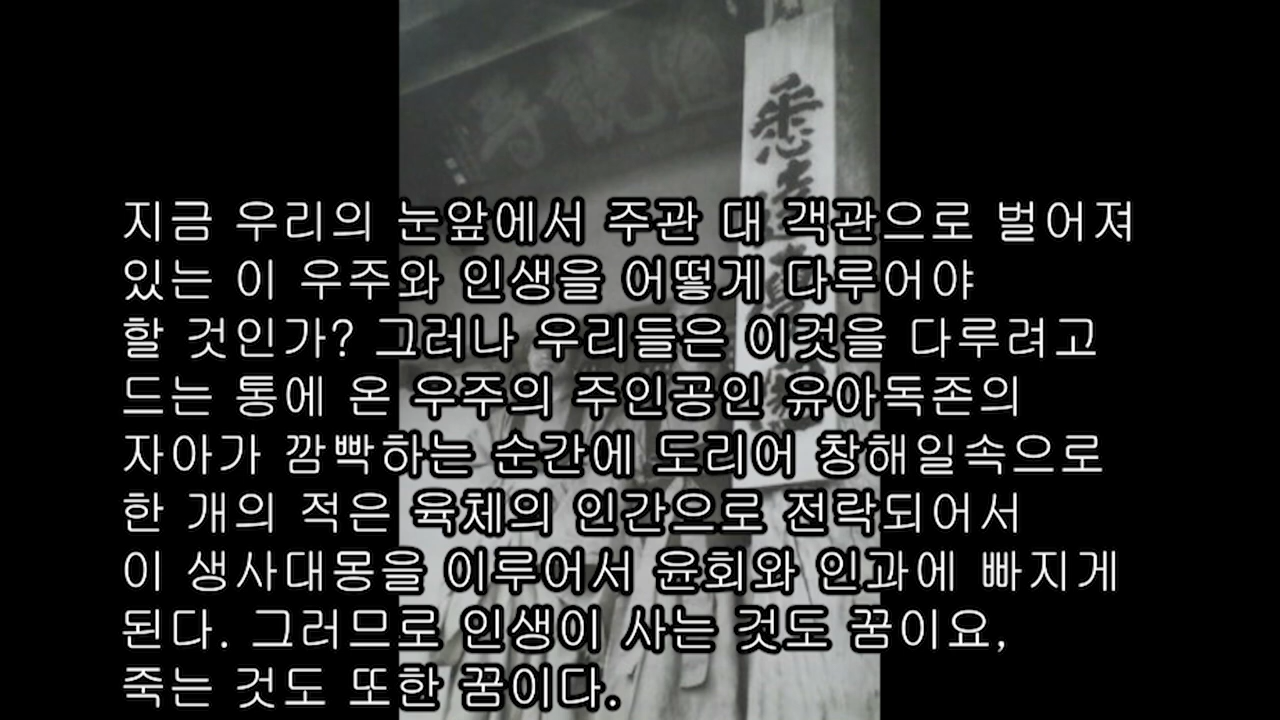 지금 우리의 눈앞에서 주관 대 객관으로 벌어져
있는 이 우주와 인생을 어떻게 다루어야
할 것인가? 그러나 우리들은 이것을 다루려고
드는 통에 온 우주의 주인공인 유아독존의
자아가 깜빡하는 순간에 도리어 창해일속으로
한 개의 적은 육체의 인간으로 전락되어서
이 생사대몽을 이루어서 윤회와 인과에 빠지게
된다. 그러므로 인생이 사는 것도 꿈이요,
죽는 것도 또한 꿈이다.